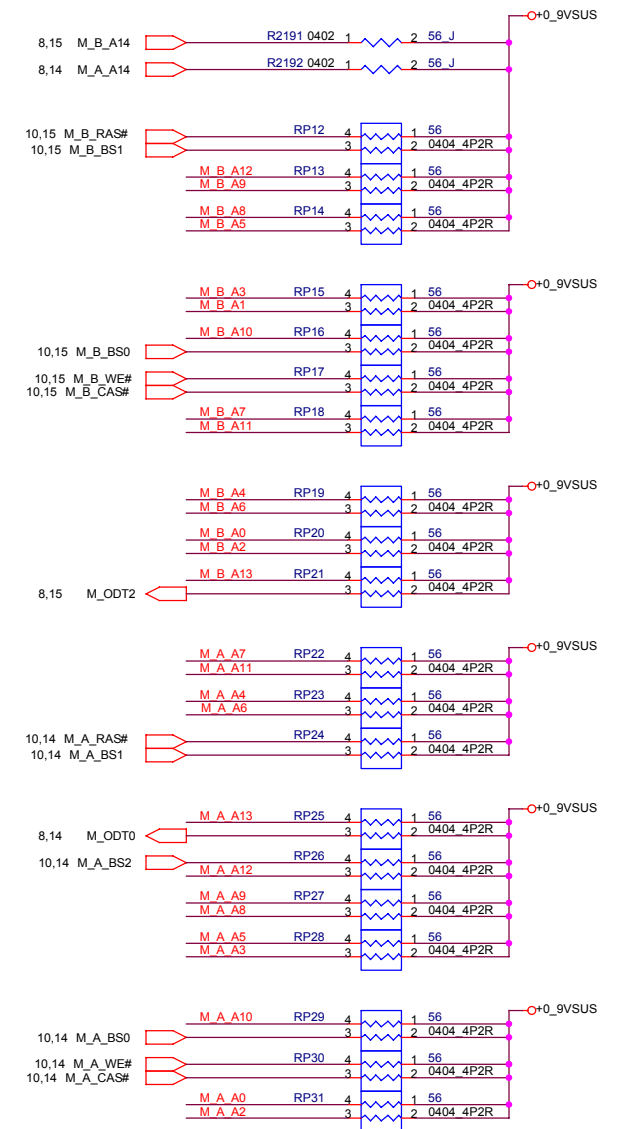 +0_9VSUS
8,15 M_B_A14 R2191 0402 1 2 56_J
8,14 M_A_A14 R2192 0402 1 2 56_J
10,15 M_B_RAS# RP12 4 1 56
10,15 M_B_BS1 3 2 0404_4P2R
M_B_A12 RP13 4 1 56
M_B_A9 3 2 0404_4P2R
M_B_A8 RP14 4 1 56
M_B_A5 3 2 0404_4P2R
+0_9VSUS
M_B_A3 RP15 4 1 56
M_B_A1 3 2 0404_4P2R
M_B_A10 RP16 4 1 56
10,15 M_B_BS0 3 2 0404_4P2R
10,15 M_B_WE# RP17 4 1 56
10,15 M_B_CAS# 3 2 0404_4P2R
M_B_A7 RP18 4 1 56
M_B_A11 3 2 0404_4P2R
+0_9VSUS
M_B_A4 RP19 4 1 56
M_B_A6 3 2 0404_4P2R
M_B_A0 RP20 4 1 56
M_B_A2 3 2 0404_4P2R
M_B_A13 RP21 4 1 56
8,15 M_ODT2 3 2 0404_4P2R
+0_9VSUS
M_A_A7 RP22 4 1 56
M_A_A11 3 2 0404_4P2R
M_A_A4 RP23 4 1 56
M_A_A6 3 2 0404_4P2R
10,14 M_A_RAS# RP24 4 1 56
10,14 M_A_BS1 3 2 0404_4P2R
+0_9VSUS
M_A_A13 RP25 4 1 56
8,14 M_ODT0 3 2 0404_4P2R
10,14 M_A_BS2 RP26 4 1 56
M_A_A12 3 2 0404_4P2R
M_A_A9 RP27 4 1 56
M_A_A8 3 2 0404_4P2R
M_A_A5 RP28 4 1 56
M_A_A3 3 2 0404_4P2R
+0_9VSUS
M_A_A10 RP29 4 1 56
10,14 M_A_BS0 3 2 0404_4P2R
10,14 M_A_WE# RP30 4 1 56
10,14 M_A_CAS# 3 2 0404_4P2R
M_A_A0 RP31 4 1 56
M_A_A2 3 2 0404_4P2R